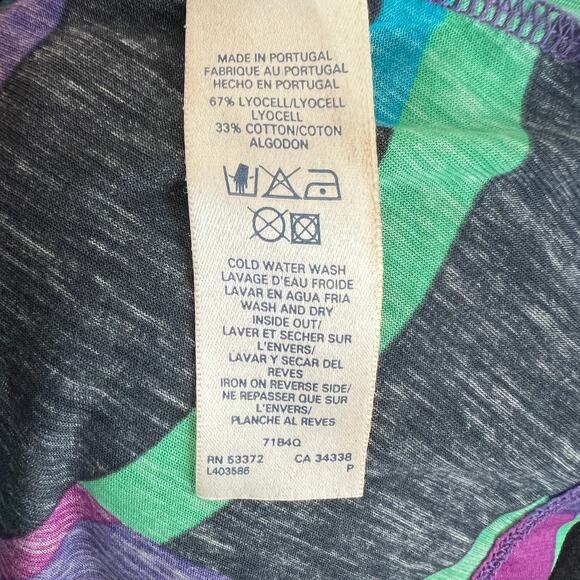 MADE IN PORTUGAL
FABRIQUE AU PORTUGAL
HECHO EN PORTUGAL
67% LYOCELL/LYOCELL
LYOCELL
33% COTTON/COTON
ALGODON
COLD WATER WASH
LAVAGE D'EAU FROIDE
LAVAR EN AGUA FRIA
WASH AND DRY
INSIDE OUT/
LAVER ET SECHER SUR
L'ENVERS/
LAVAR Y SECAR DEL
REVES
IRON ON REVERSE SIDE/
NE REPASSER QUE SUR
L'ENVERS/
PLANCHE AL REVES
71B4Q
RN 53372 CA 34338
L403586 P